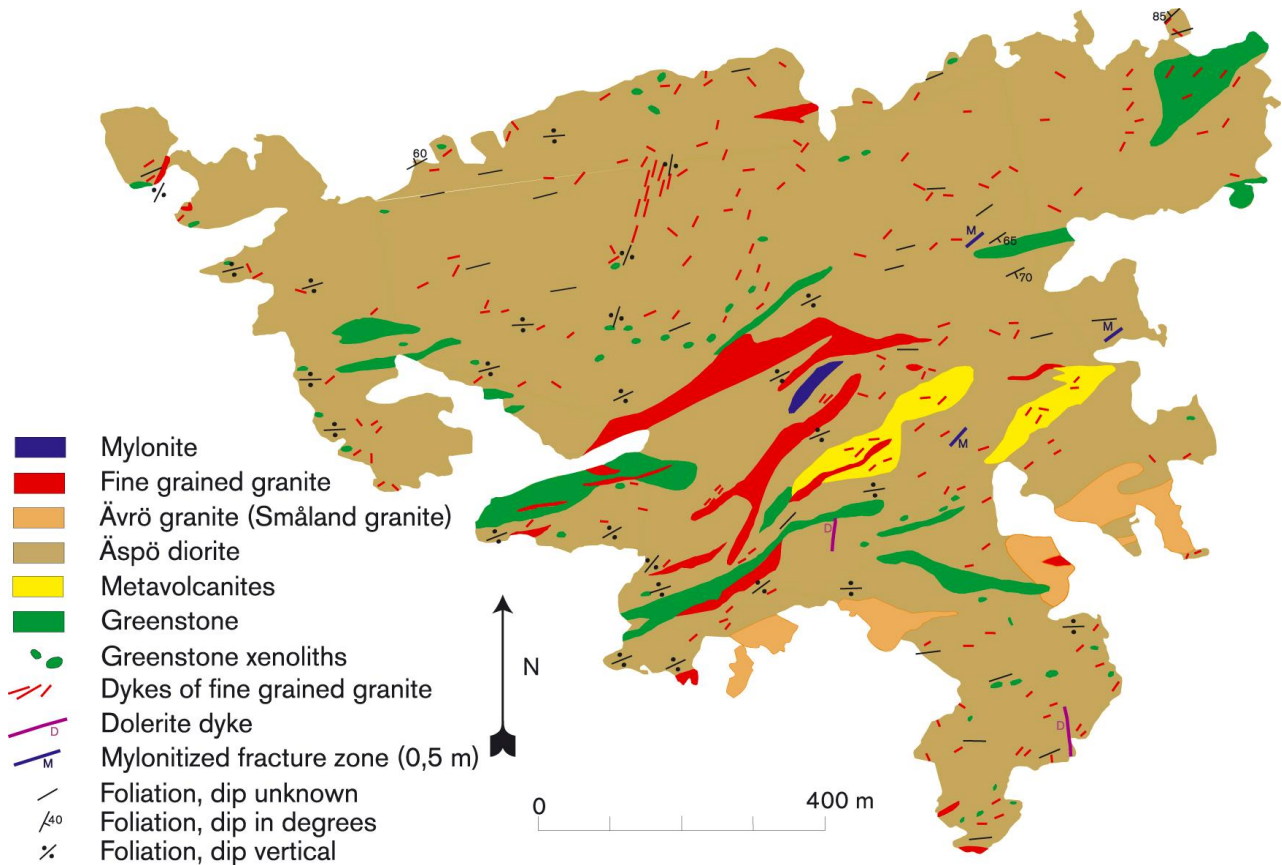 85
60
M
65
70
M
M
D
D
Mylonite
Fine grained granite
Ävrö granite (Småland granite)
Äspö diorite
Metavolcanites
Greenstone
Greenstone xenoliths
Dykes of fine grained granite
D
Dolerite dyke
M
Mylonitized fracture zone (0,5 m)
Foliation, dip unknown
40
Foliation, dip in degrees
Foliation, dip vertical
N
0
400 m